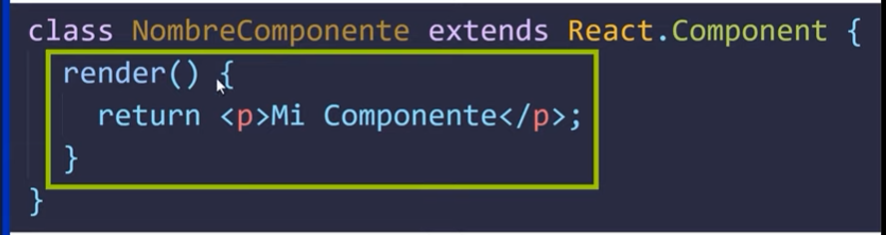 class NombreComponente extends React.Component {
render() {
return <p>Mi Componente</p>;
}
}